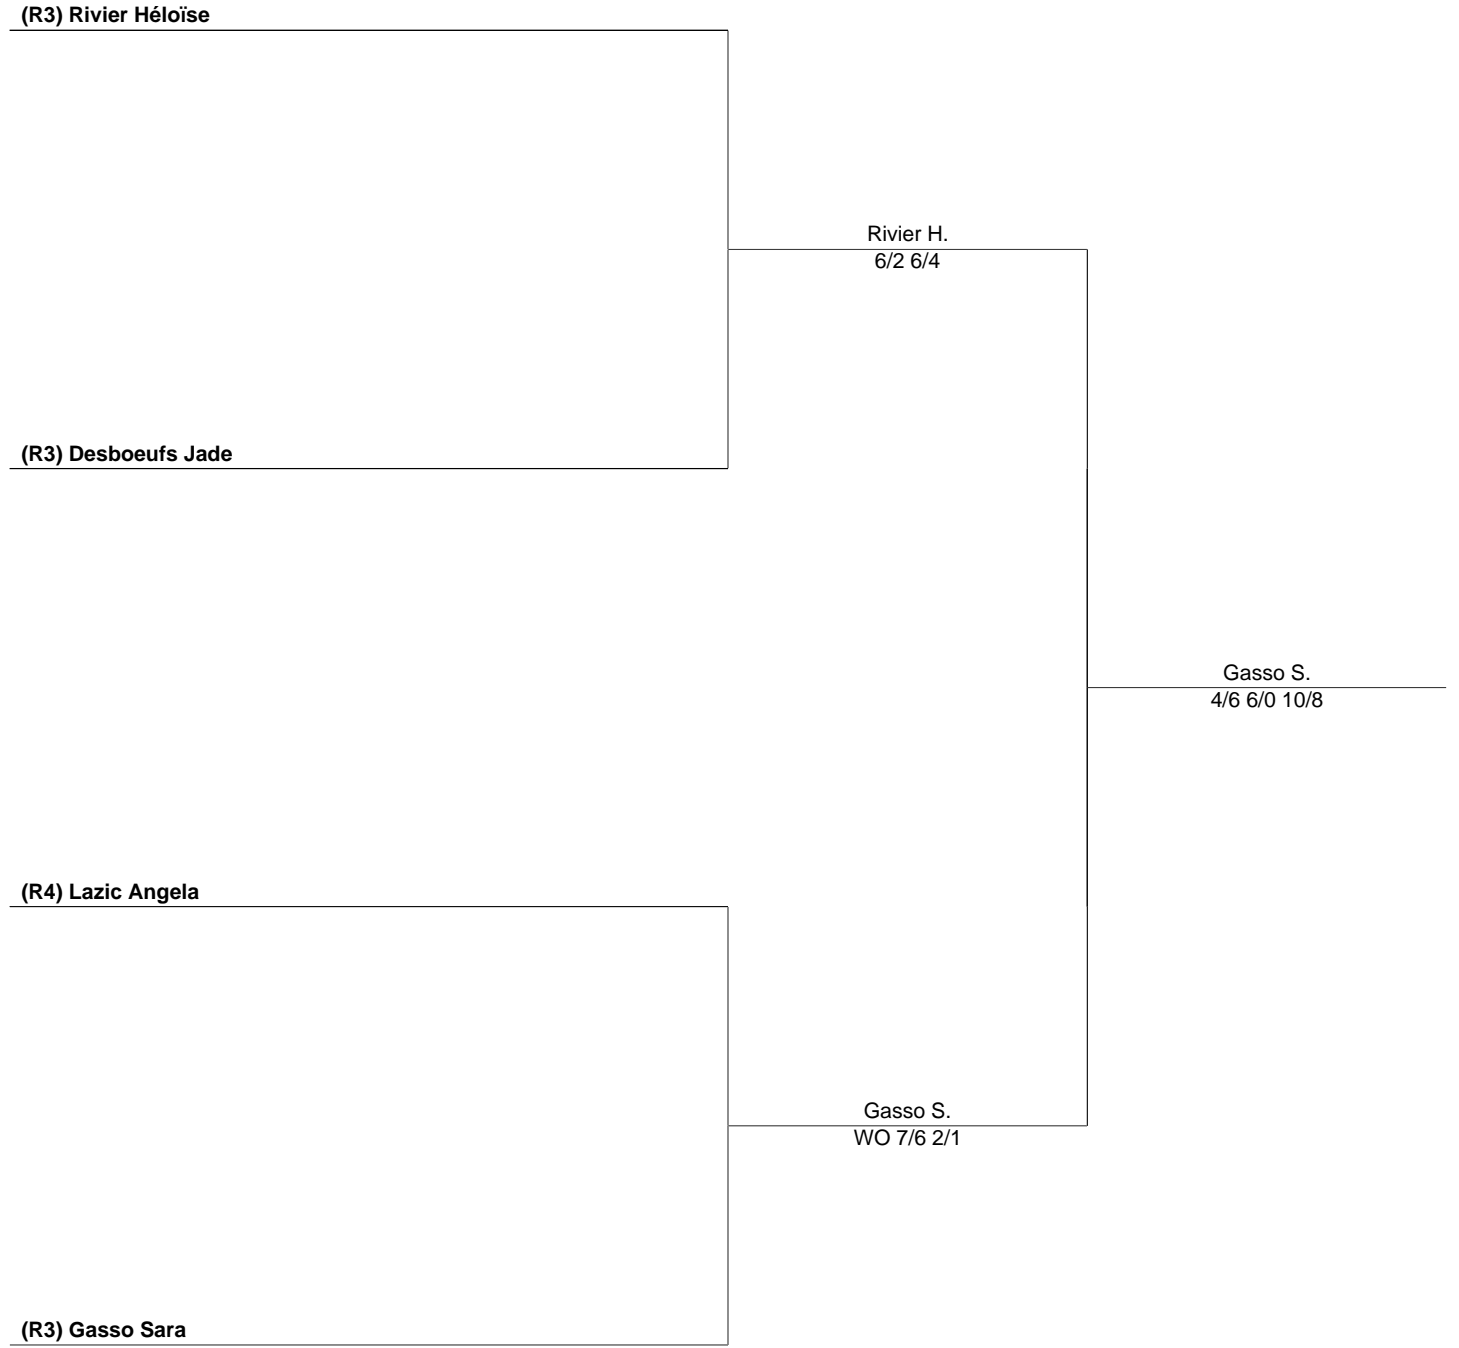 (R3) Rivier Héloïse
Rivier H.
6/2 6/4
(R3) Desboeufs Jade
Gasso S.
4/6 6/0 10/8
(R4) Lazic Angela
Gasso S.
WO 7/6 2/1
(R3) Gasso Sara